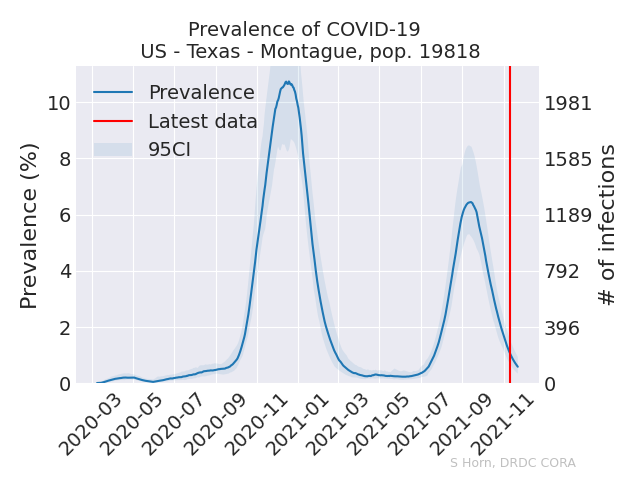 Prevalence of COVID-19
US - Texas - Montague, pop. 19818
Prevalence
Latest data
95CI
Prevalence (%)
10
8
6
4
2
0
# of infections
1981
1585
1189
792
396
0
2020-03
2020-05
2020-07
2020-09
2020-11
2021-01
2021-03
2021-05
2021-07
2021-09
2021-11
S Horn, DRDC CORA